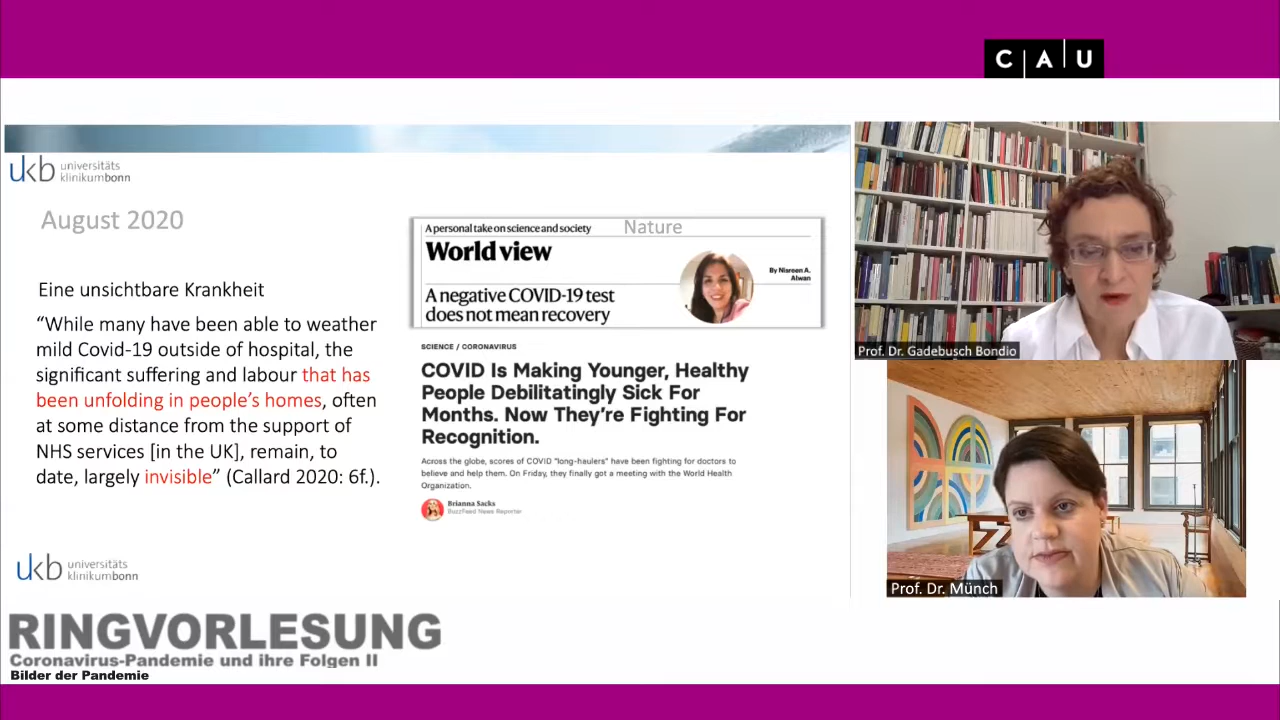 C A U
ukb universitäts
klinikumbonn
August 2020
Eine unsichtbare Krankheit
“While many have been able to weather
mild Covid-19 outside of hospital, the
significant suffering and labour that has
been unfolding in people’s homes, often
at some distance from the support of
NHS services [in the UK], remain, to
date, largely invisible” (Callard 2020: 6f.).
A personal take on science and society
Nature
World view
By Nisreen A.
Alwan
A negative COVID-19 test
does not mean recovery
SCIENCE / CORONAVIRUS
COVID Is Making Younger, Healthy
People Debilitatingly Sick For
Months. Now They’re Fighting For
Recognition.
Across the globe, scores of COVID "long-haulers" have been fighting for doctors to
believe and help them. On Friday, they finally got a meeting with the World Health
Organization.
Brianna Sacks
BuzzFeed News Reporter
ukb universitäts
klinikumbonn
Prof. Dr. Gadebusch Bondio
Prof. Dr. Münch
RINGVORLESUNG
Coronavirus-Pandemie und ihre Folgen II
Bilder der Pandemie